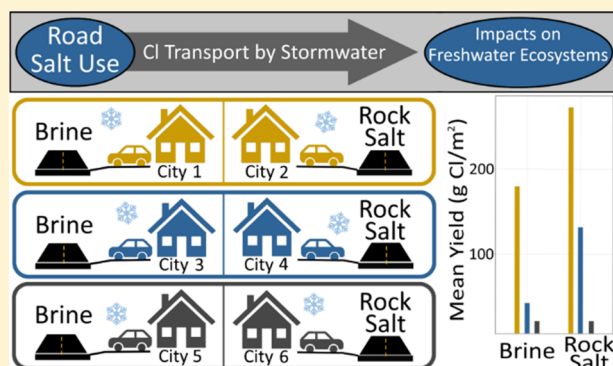 Road
Salt Use
Cl Transport by Stormwater
Impacts on
Freshwater Ecosystems
Brine
City 1
City 2
Rock
Salt
Brine
City 3
City 4
Rock
Salt
Brine
City 5
City 6
Rock
Salt
Mean Yield (g Cl/m²)
200
100
Brine
Rock
Salt